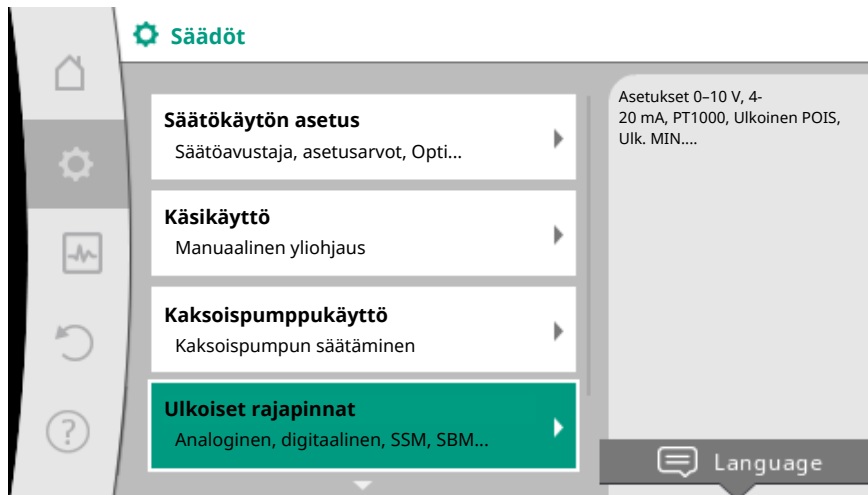 Säädöt
Säätökäytön asetus
Säätöavustaja, asetusarvot, Opti...
Käsikäyttö
Manuaalinen yliohjaus
Kaksoispumppukäyttö
Kaksoispumpun säätäminen
Ulkoiset rajapinnat
Analoginen, digitaalinen, SSM, SBM...
Asetukset 0–10 V, 4-
20 mA, PT1000, Ulkoinen POIS,
Ulk. MIN....
?
Language